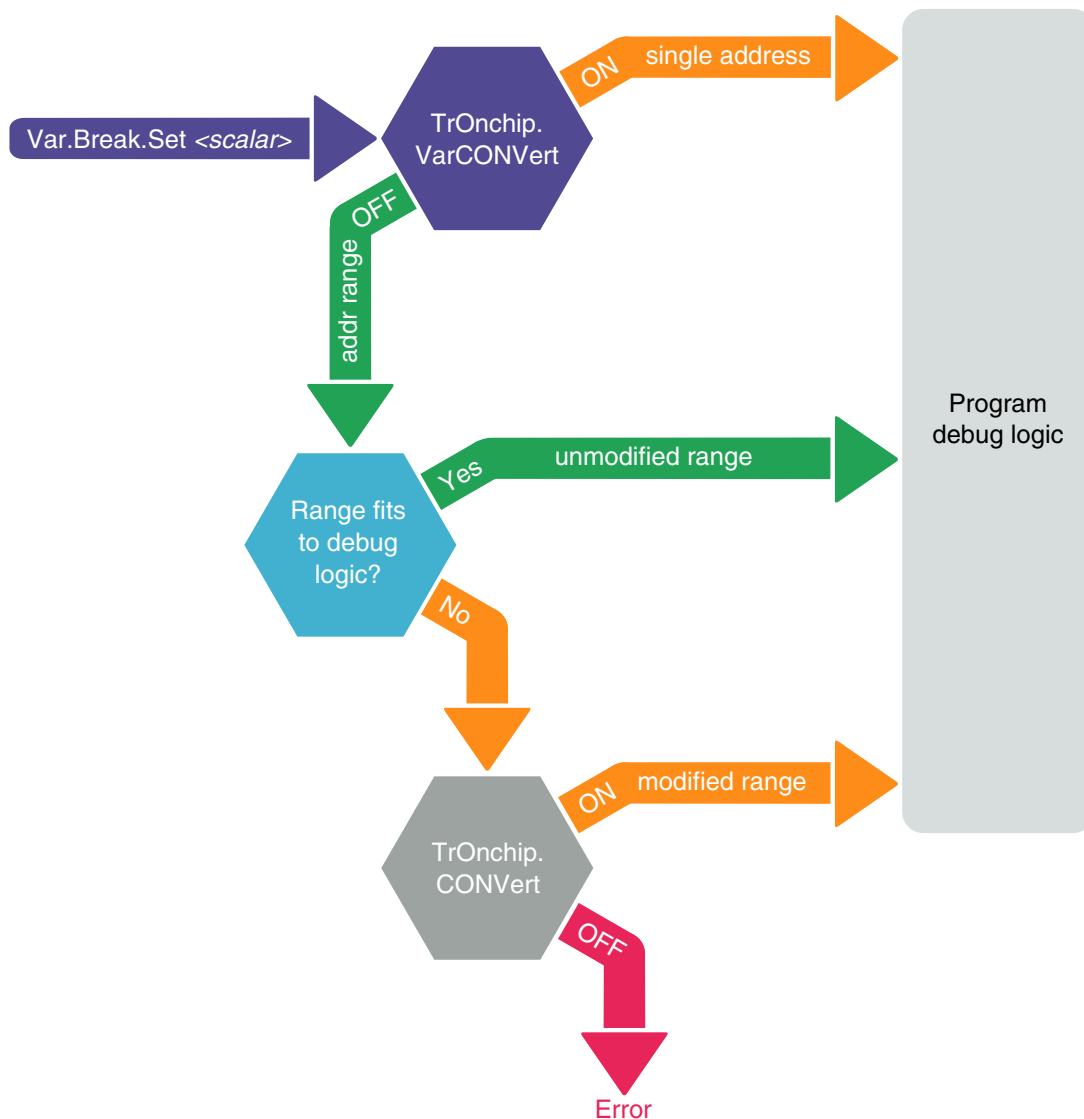 ON
single address
Var.Break.Set <scalar>
TrOnchip.
VarCONVert
OFF
addr range
Program
debug logic
Yes
unmodified range
Range fits
to debug
logic?
No
ON
modified range
TrOnchip.
CONVert
OFF
Error